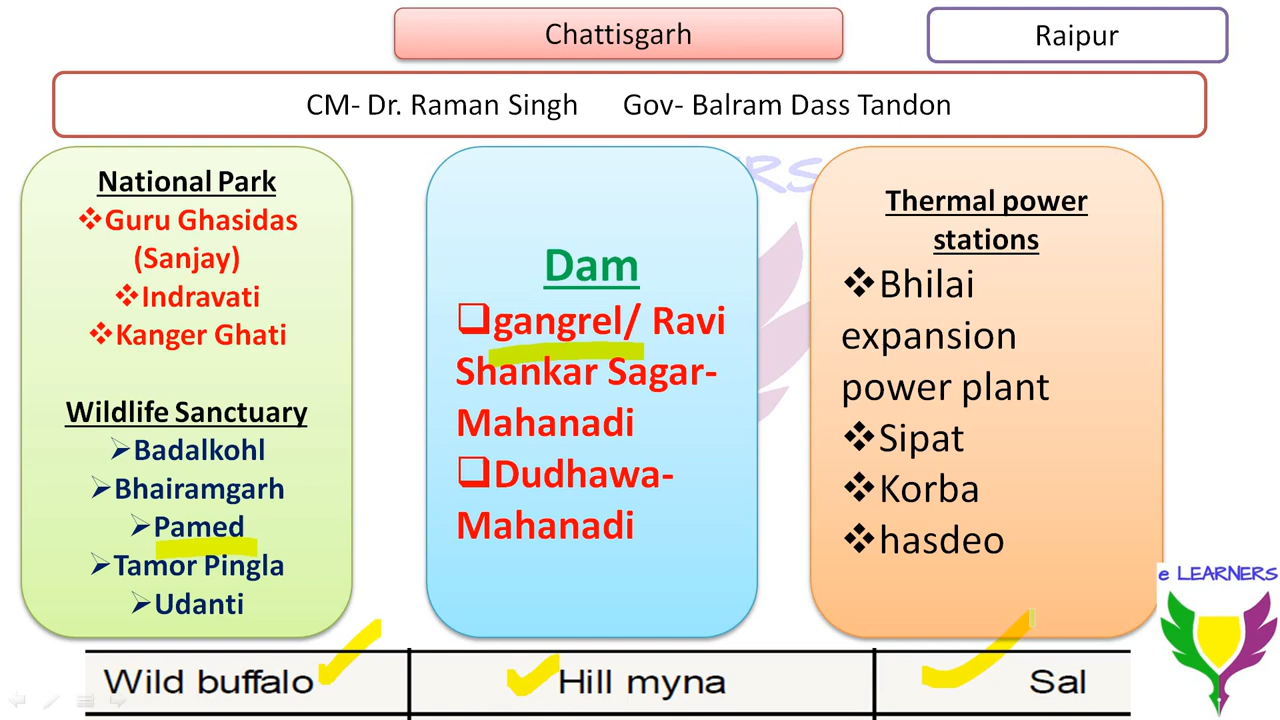 Chattisgarh
Raipur
CM- Dr. Raman Singh Gov- Balram Dass Tandon
National Park
❖Guru Ghasidas
(Sanjay)
❖Indravati
❖Kanger Ghati
Wildlife Sanctuary
➢Badalkohl
➢Bhairamgarh
➢Pamed
➢Tamor Pingla
➢Udanti
Dam
❑gangrel/ Ravi
Shankar Sagar-
Mahanadi
❑Dudhawa-
Mahanadi
Thermal power
stations
❖Bhilai
expansion
power plant
❖Sipat
❖Korba
❖hasdeo
e LEARNERS
Wild buffalo
Hill myna
Sal